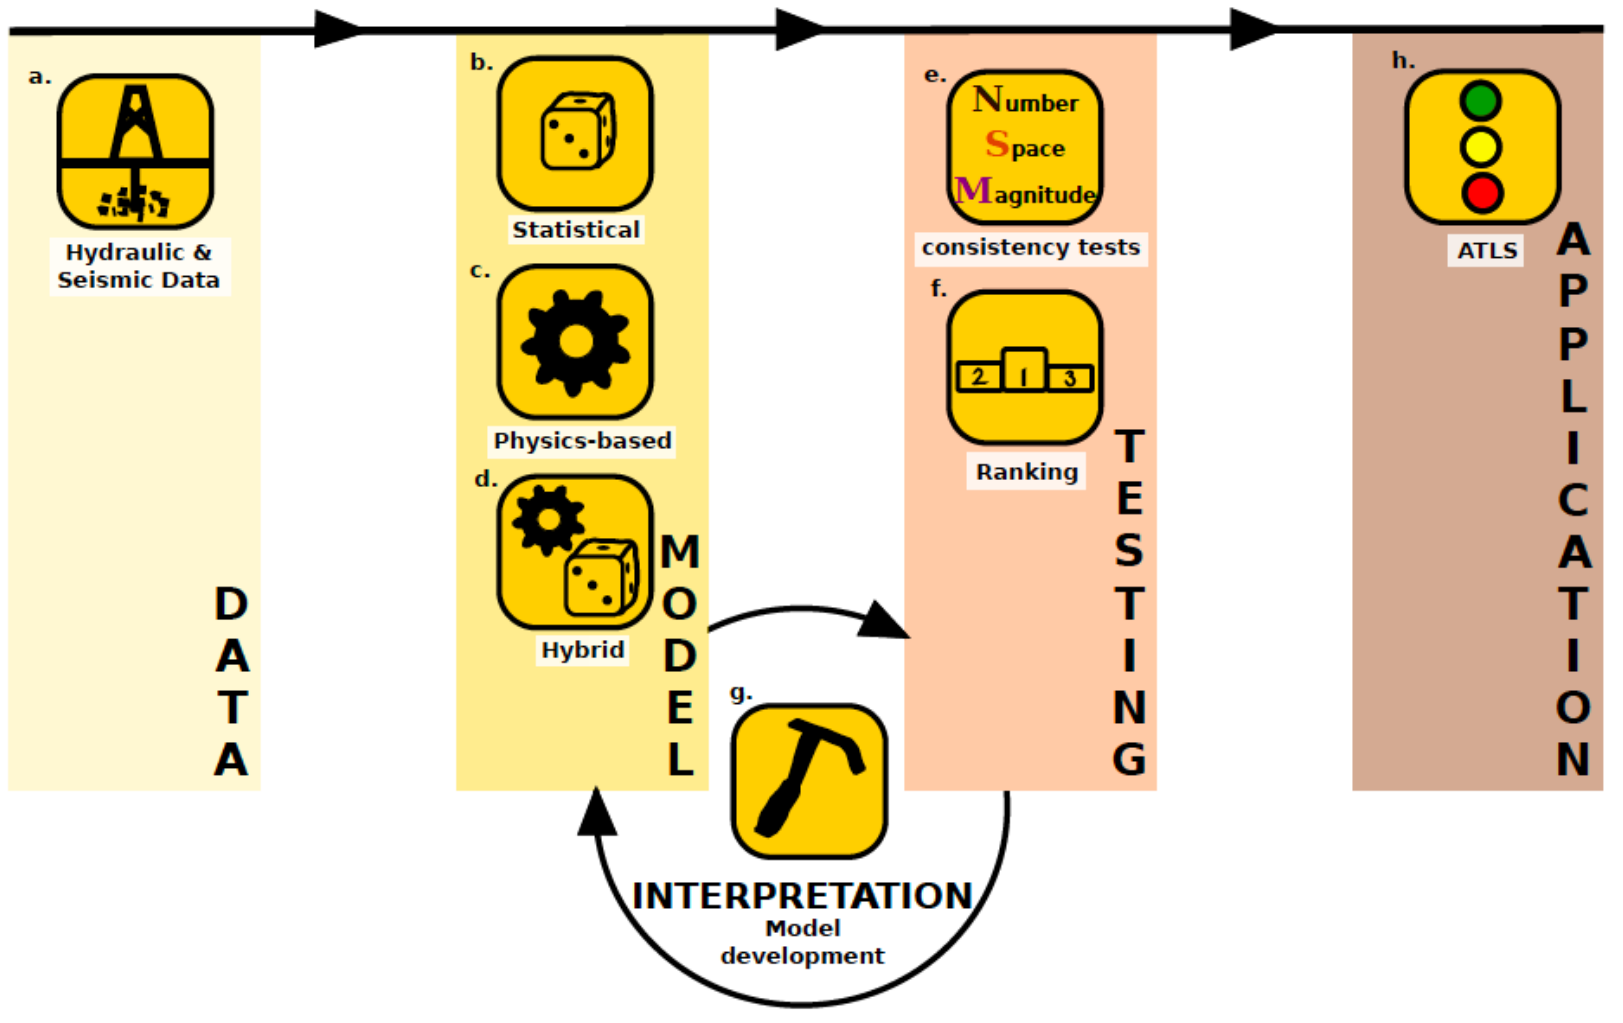 a.
Hydraulic &
Seismic Data
DATA
b.
Statistical
c.
Physics-based
d.
Hybrid
MODEL
e.
Number
Space
Magnitude
consistency tests
f.
2 1 3
Ranking
TESTING
g.
INTERPRETATION
Model
development
h.
ATLS
APPLICATION